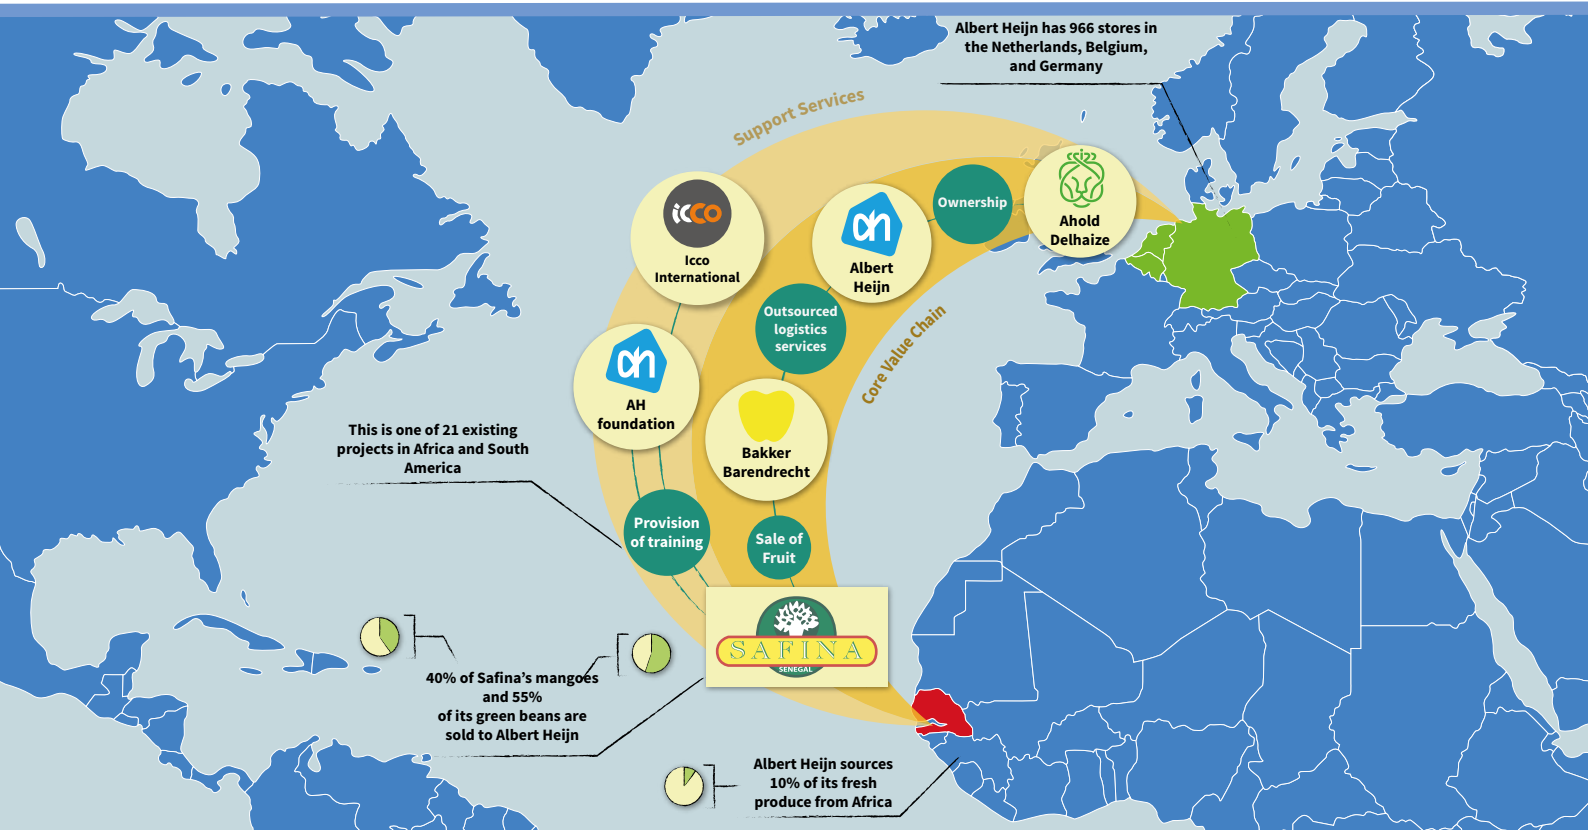 Albert Heijn has 966 stores in
the Netherlands, Belgium,
and Germany
Support Services
icco
Icco
International
Albert
Heijn
Ownership
Ahold
Delhaize
Outsourced
logistics
services
Core Value Chain
AH
foundation
Bakker
Barendrecht
This is one of 21 existing
projects in Africa and South
America
Provision
of training
Sale of
Fruit
SAFINA
SENEGAL
40% of Safina's mangoes
and 55%
of its green beans are
sold to Albert Heijn
Albert Heijn sources
10% of its fresh
produce from Africa